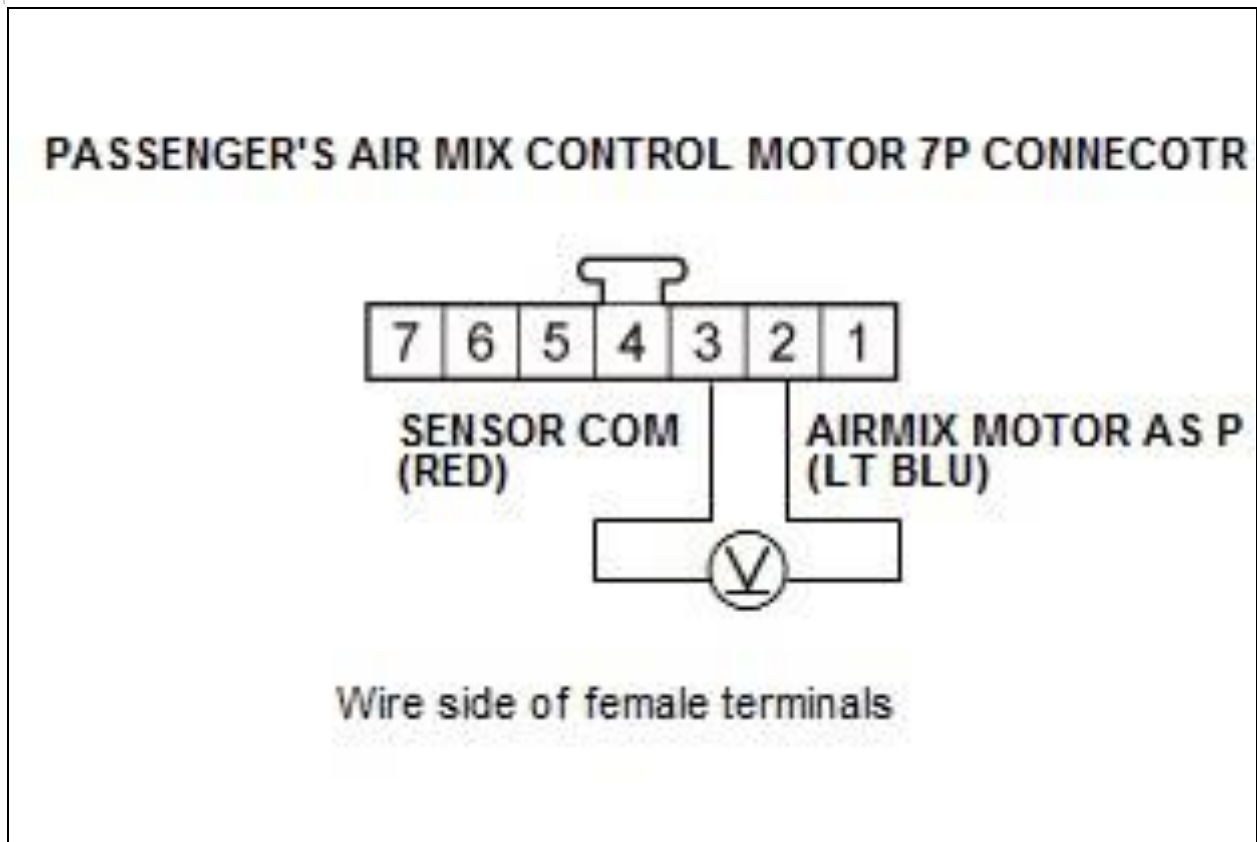 PASSENGER'S AIR MIX CONTROL MOTOR 7P CONNECOTR
7 6 5 4 3 2 1
SENSOR COM
(RED)
AIRMIX MOTOR AS P
(LT BLU)
V
Wire side of female terminals